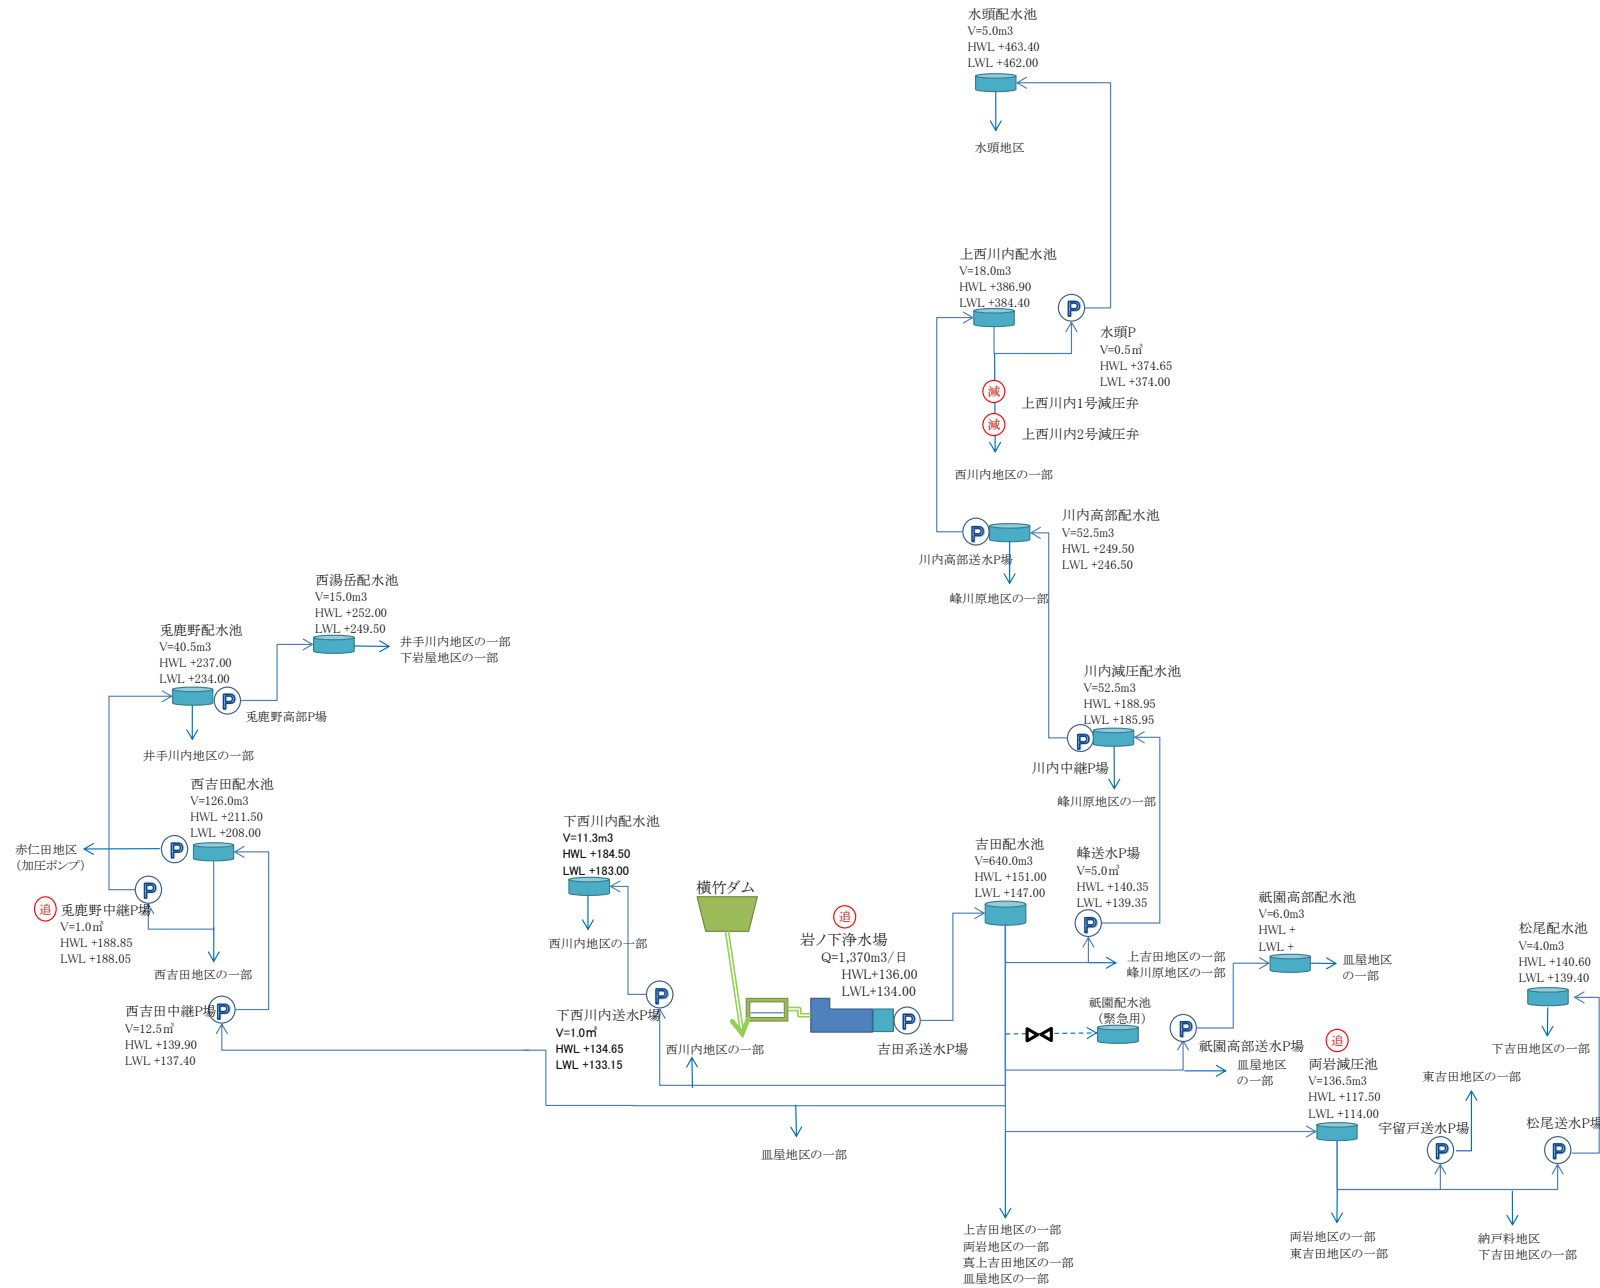 水頭配水池
V=5.0m3
HWL +463.40
LWL +462.00
水頭地区
上西川内配水池
V=18.0m3
HWL +386.90
LWL +384.40
P
水頭P
V=0.5㎥
HWL +374.65
LWL +374.00
減
上西川内1号減圧弁
減
上西川内2号減圧弁
西川内地区の一部
川内高部配水池
V=52.5m3
HWL +249.50
LWL +246.50
P
川内高部送水P場
峰川原地区の一部
西湯岳配水池
V=15.0m3
HWL +252.00
LWL +249.50
井手川内地区の一部
下岩屋地区の一部
兎鹿野配水池
V=40.5m3
HWL +237.00
LWL +234.00
P
兎鹿野高部P場
井手川内地区の一部
川内減圧配水池
V=52.5m3
HWL +188.95
LWL +185.95
P
川内中継P場
峰川原地区の一部
西吉田配水池
V=126.0m3
HWL +211.50
LWL +208.00
P
赤仁田地区
（加圧ポンプ）
P
追
兎鹿野中継P場
V=1.0㎥
HWL +188.85
LWL +188.05
西吉田地区の一部
西吉田中継P場
P
V=12.5㎥
HWL +139.90
LWL +137.40
下西川内配水池
V=11.3m3
HWL +184.50
LWL +183.00
西川内地区の一部
下西川内送水P場
P
V=1.0㎥
HWL +134.65
LWL +133.15
西川内地区の一部
横竹ダム
追
岩ノ下浄水場
Q=1,370m3/日
HWL+136.00
LWL+134.00
P
吉田系送水P場
吉田配水池
V=640.0m3
HWL +151.00
LWL +147.00
峰送水P場
V=5.0㎥
HWL +140.35
LWL +139.35
P
上吉田地区の一部
峰川原地区の一部
祇園配水池
（緊急用）
祇園高部配水池
V=6.0m3
HWL +
LWL +
皿屋地区
の一部
P
祇園高部送水P場
皿屋地区
の一部
松尾配水池
V=4.0m3
HWL +140.60
LWL +139.40
下吉田地区の一部
追
両岩減圧池
V=136.5m3
HWL +117.50
LWL +114.00
東吉田地区の一部
宇留戸送水P場
P
松尾送水P場
P
皿屋地区の一部
上吉田地区の一部
両岩地区の一部
真上吉田地区の一部
皿屋地区の一部
両岩地区の一部
東吉田地区の一部
納戸料地区
下吉田地区の一部